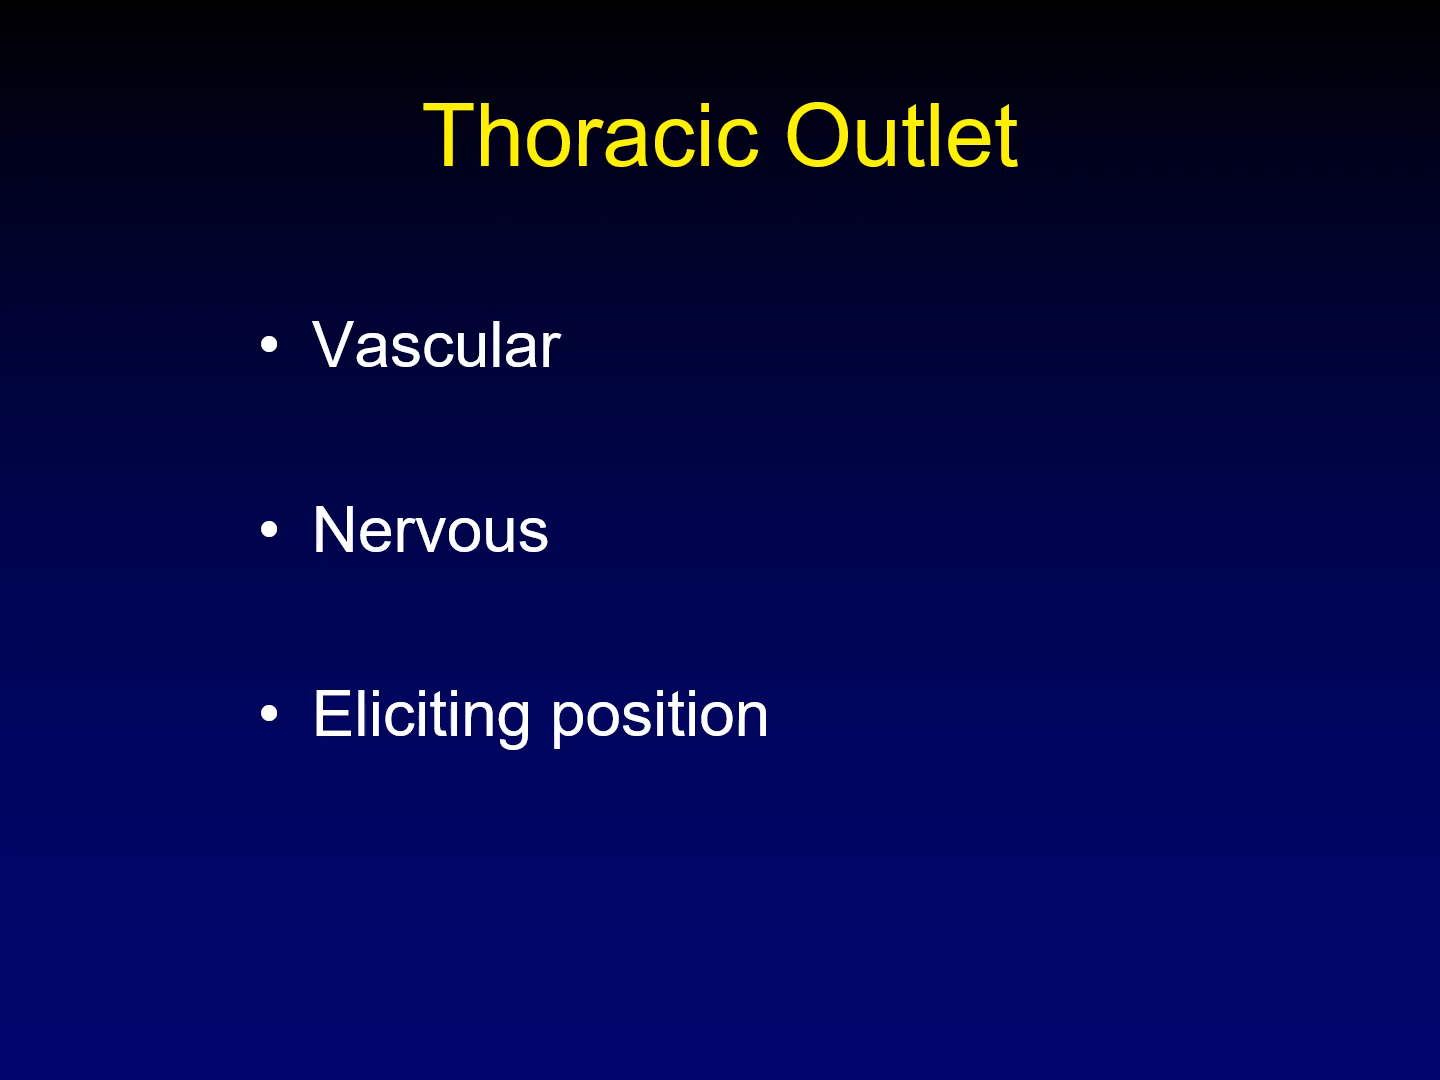 Thoracic Outlet
• Vascular
• Nervous
• Eliciting position